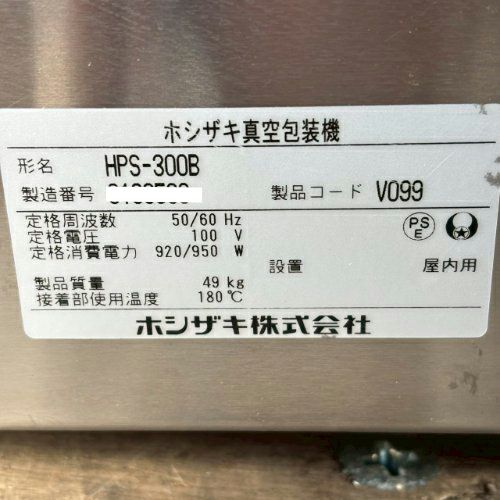 ホシザキ真空包装機
形名 HPS-300B
製造番号
製品コード V099
定格周波数 50/60 Hz
定格電圧 100 V
定格消費電力 920/950 W
PS
E
設置 屋内用
製品質量 49 kg
接着部使用温度 180℃
ホシザキ株式会社